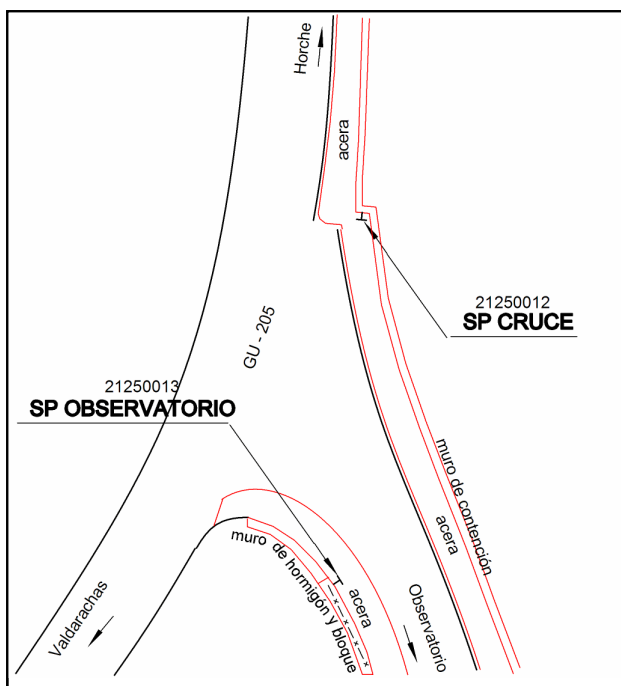 Horche
acera
21250012
SP CRUCE
GU - 205
21250013
SP OBSERVATORIO
muro de contención
acera
muro de hormigón y bloque
acera
Observatorio
Valdarachas